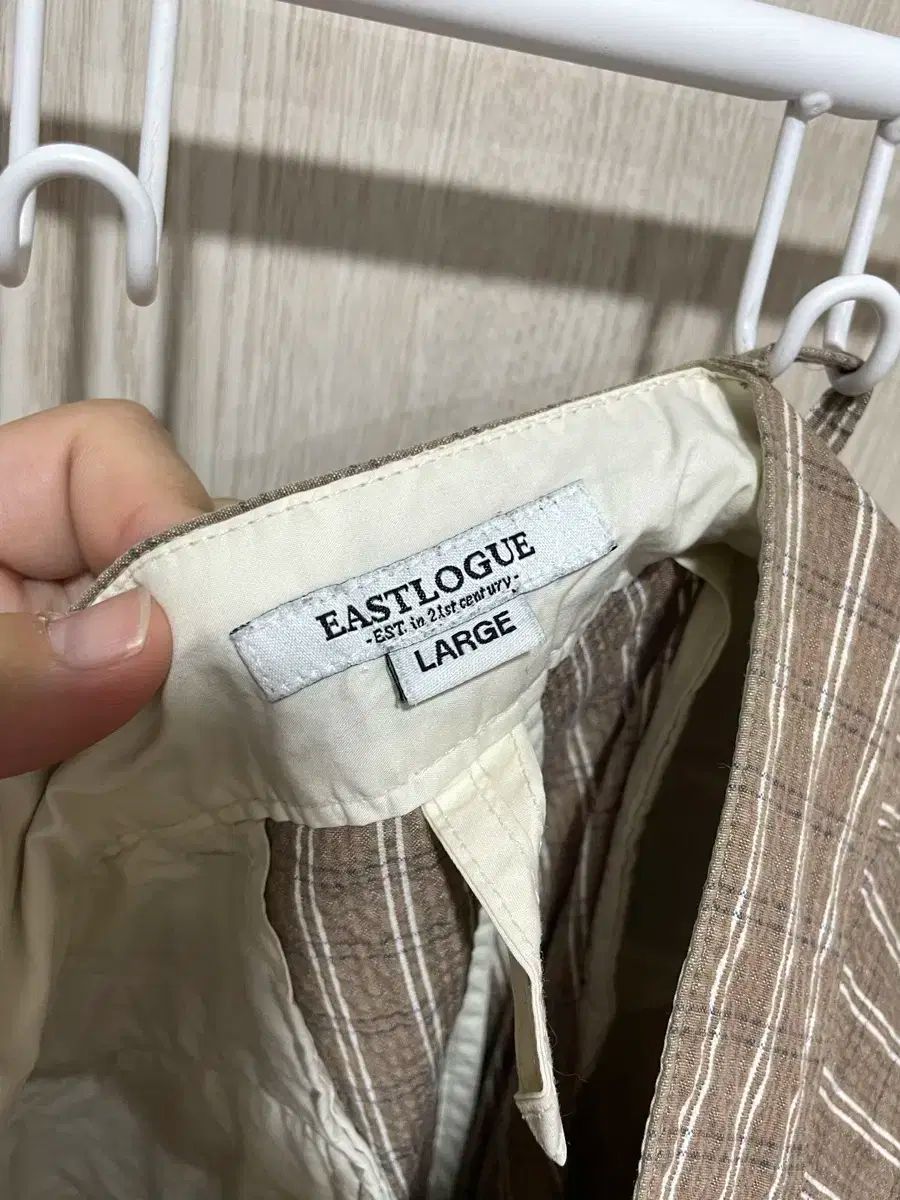 EASTLOGUE
-EST. in 21st century-
LARGE